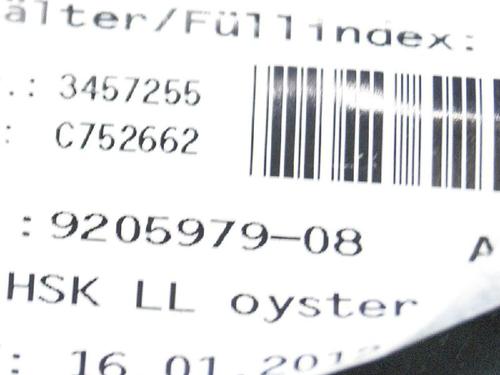 älter/Füllindex:
.: 3457255
: C752662
:9205979-08 A
HSK LL oyster
: 16 01